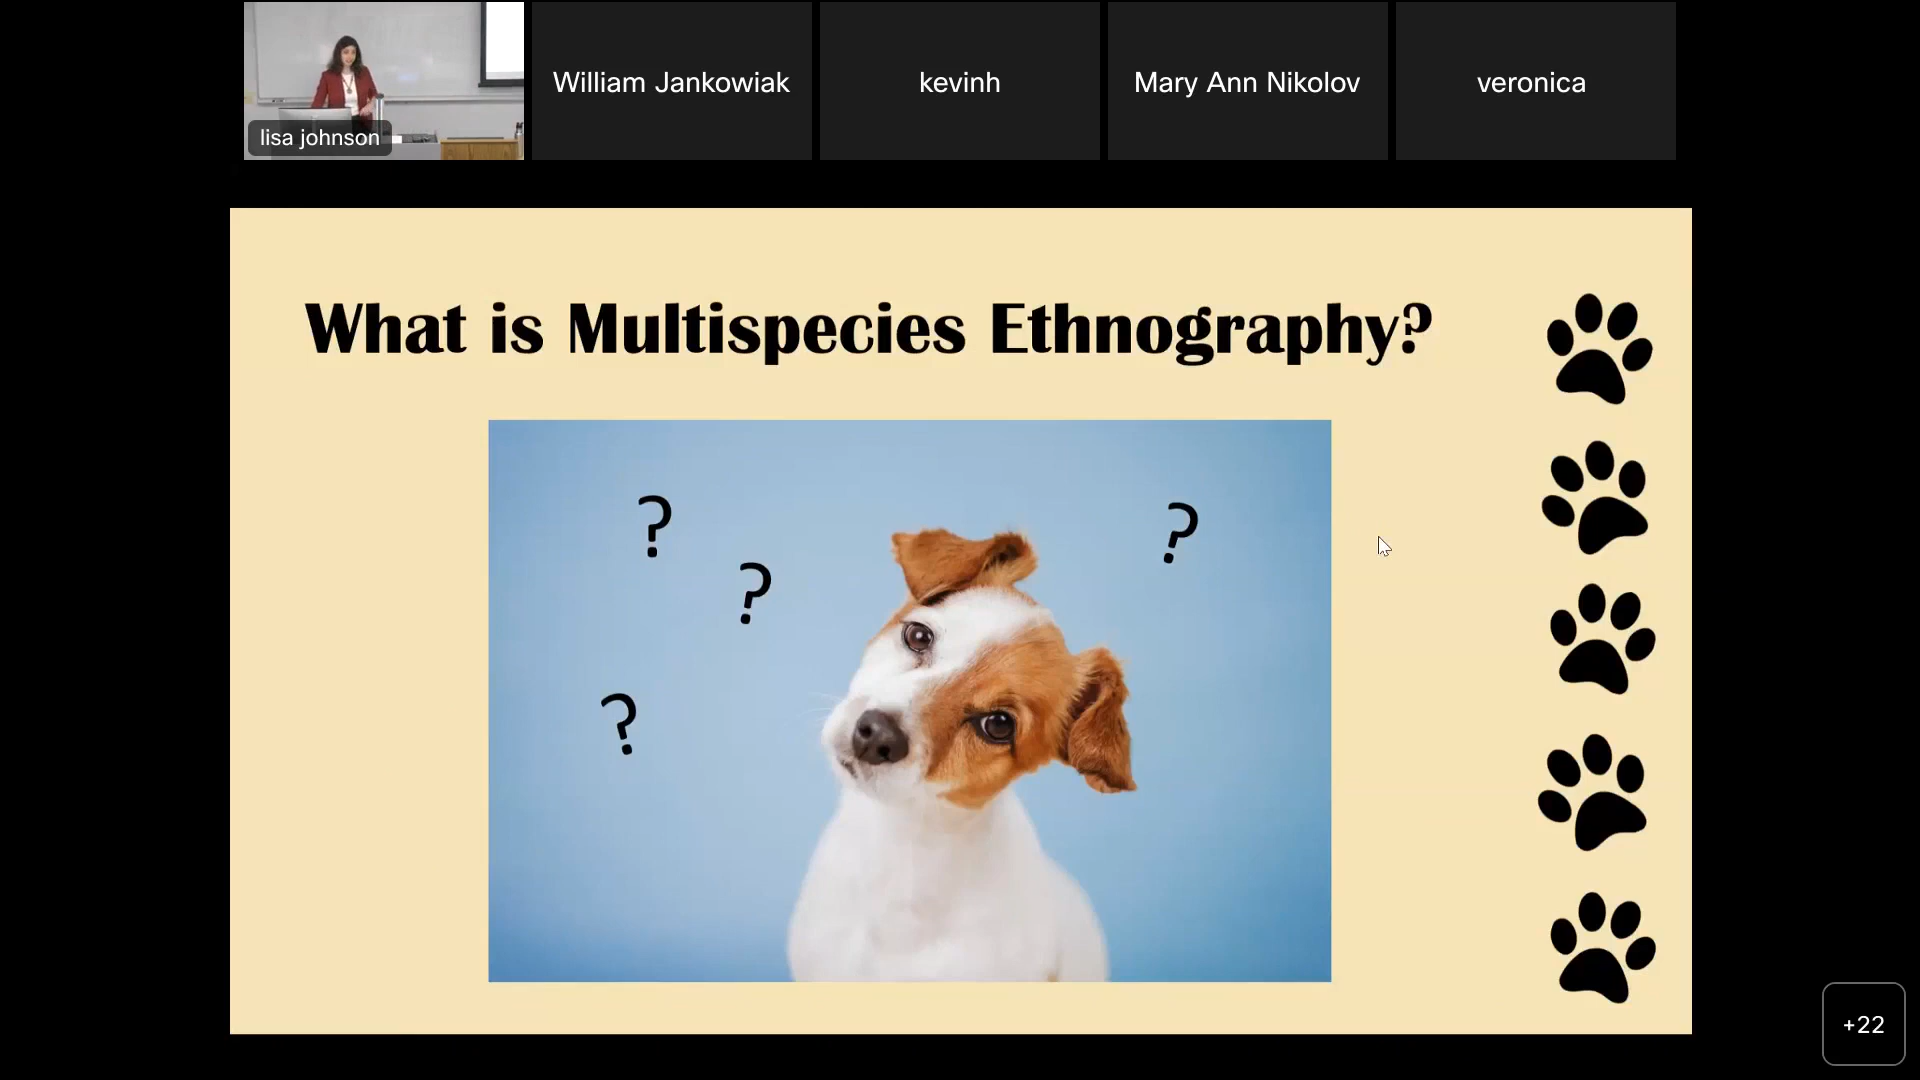 lisa johnson
William Jankowiak
kevinh
Mary Ann Nikolov
veronica
What is Multispecies Ethnography?
?
?
?
?
+22